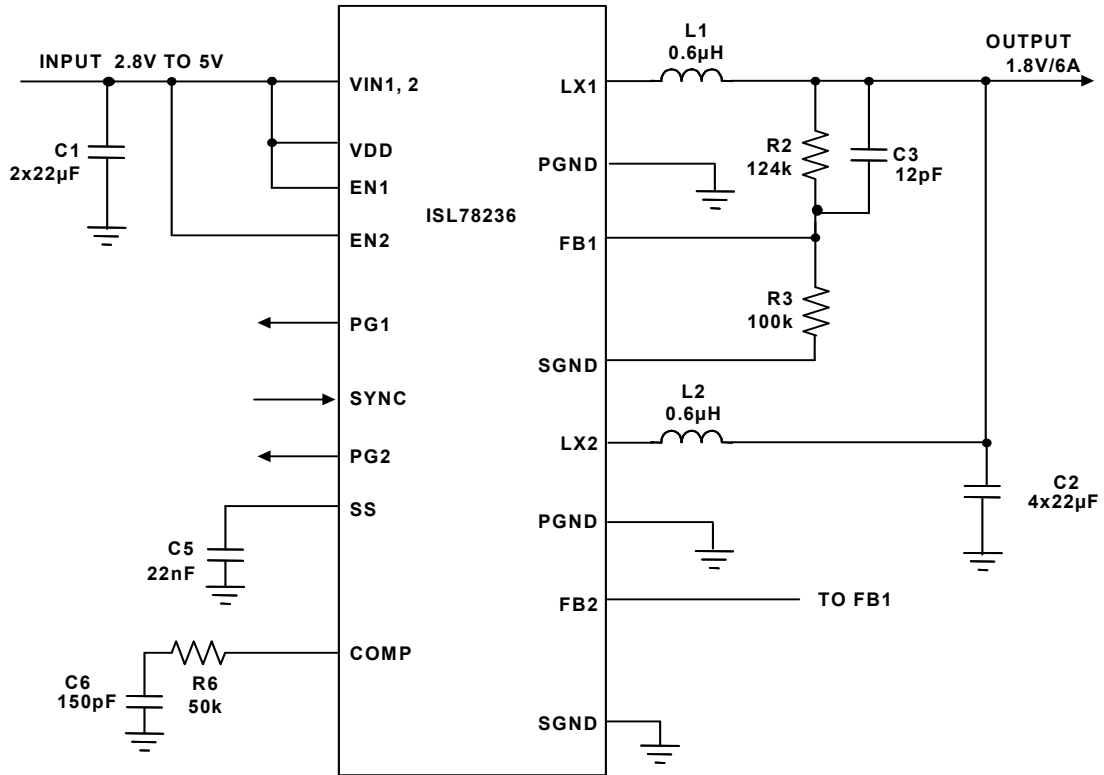 INPUT 2.8V TO 5V
C1
2x22µF
VIN1, 2
VDD
EN1
EN2
PG1
SYNC
PG2
SS
C5
22nF
COMP
C6
150pF
R6
50k
ISL78236
LX1
PGND
FB1
SGND
LX2
PGND
FB2
SGND
L1
0.6µH
OUTPUT
1.8V/6A
R2
124k
C3
12pF
R3
100k
L2
0.6µH
C2
4x22µF
TO FB1